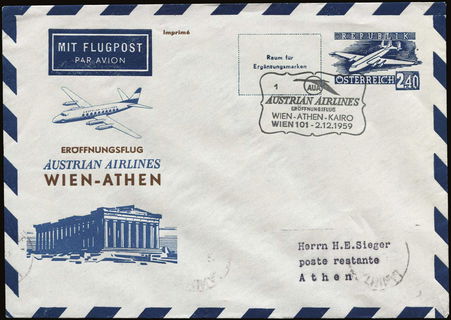 Imprimé
MIT FLUGPOST
PAR AVION
Raum für
Ergänzungsmarken
REPUBLIK
ÖSTERREICH 2.40
1
AUA
AUSTRIAN AIRLINES
ERÖFFNUNGSFLUG
WIEN-ATHEN-KAIRO
WIEN 101 - 2.12.1959
ERÖFFNUNGSFLUG
AUSTRIAN AIRLINES
WIEN-ATHEN
Herrn H.E.Sieger
poste restante
Athen